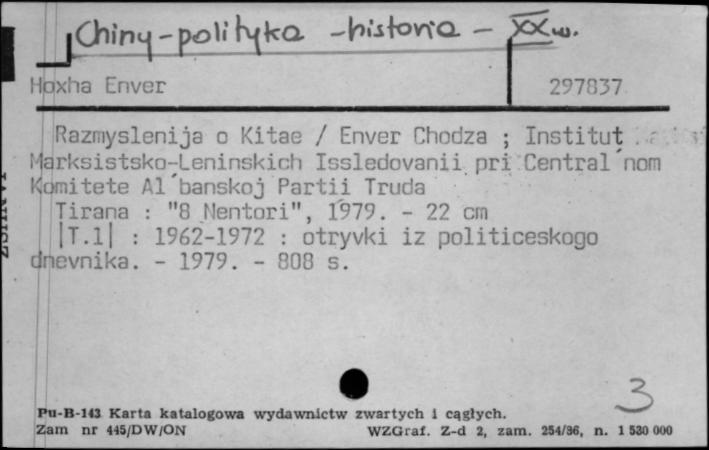 Chiny - polityka - historia - XX w.
Hoxha Enver 297837
Razmyslenija o Kitae / Enver Chodza ; Institut
Marksistsko-Leninskich Issledovanii pri Central'nom
Komitete Al'banskoj Partii Truda
Tirana : "8 Nentori", 1979. - 22 cm
|T.1| : 1962-1972 : otryvki iz politiceskogo
dnevnika. - 1979. - 808 s.
3
Pu-B-143 Karta katalogowa wydawnictw zwartych i cągłych.
Zam nr 445/DW/ON WZGraf. Z-d 2, zam. 254/86, n. 1 530 000